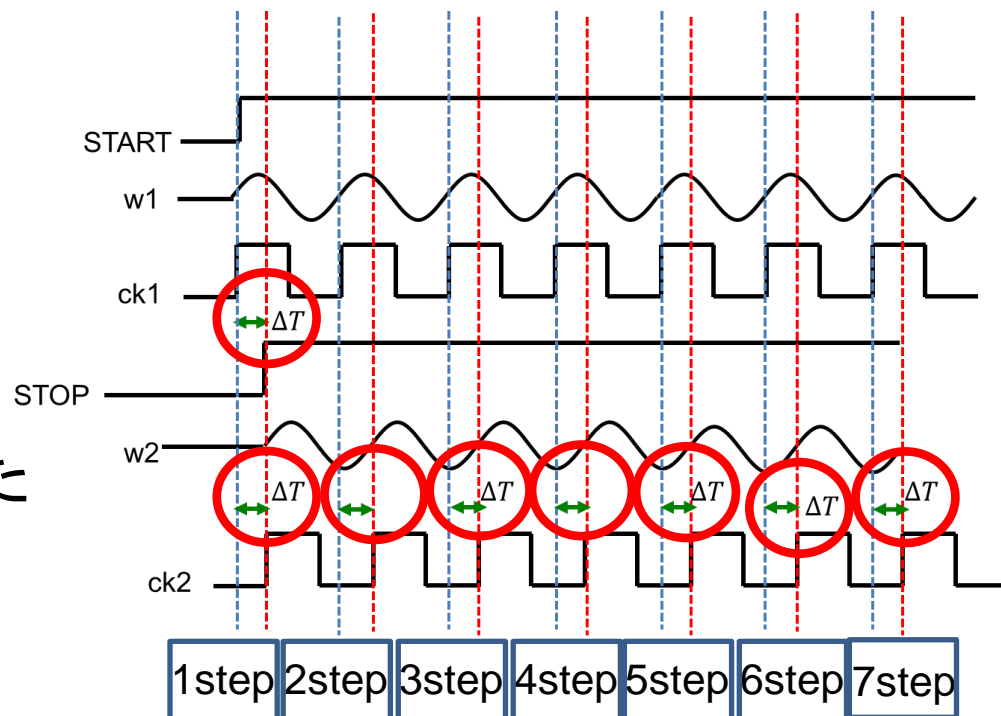 START
w1
ck1
ΔT
STOP
w2
ΔT ΔT ΔT ΔT ΔT
ck2
1step 2step 3step 4step 5step 6step 7step